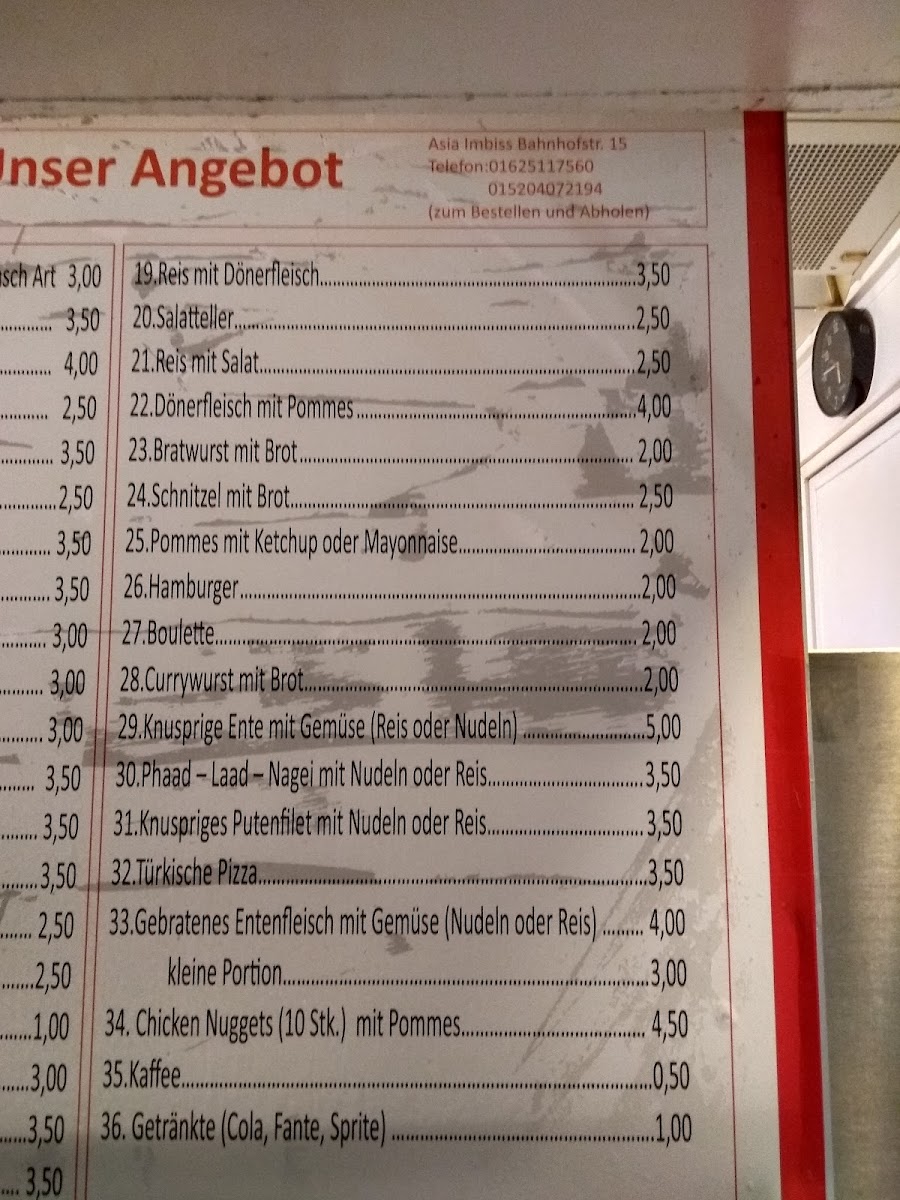 Unser Angebot
Asia Imbiss Bahnhofstr. 15
Telefon:01625117560
015204072194
(zum Bestellen und Abholen)
Art 3,00
3,50
4,00
2,50
3,50
2,50
3,50
3,50
3,00
3,00
3,00
3,50
3,50
3,50
2,50
2,50
1,00
3,00
3,50
3,50
19.Reis mit Dönerfleisch 3,50
20.Salatteller 2,50
21.Reis mit Salat 2,50
22.Dönerfleisch mit Pommes 4,00
23.Bratwurst mit Brot 2,00
24.Schnitzel mit Brot 2,50
25.Pommes mit Ketchup oder Mayonnaise 2,00
26.Hamburger 2,00
27.Boulette 2,00
28.Currywurst mit Brot 2,00
29.Knusprige Ente mit Gemüse (Reis oder Nudeln) 5,00
30.Phaad – Laad – Nagei mit Nudeln oder Reis 3,50
31.Knuspriges Putenfilet mit Nudeln oder Reis 3,50
32.Türkische Pizza 3,50
33.Gebratenes Entenfleisch mit Gemüse (Nudeln oder Reis) 4,00
kleine Portion 3,00
34. Chicken Nuggets (10 Stk.) mit Pommes 4,50
35.Kaffee 0,50
36. Getränkte (Cola, Fante, Sprite) 1,00